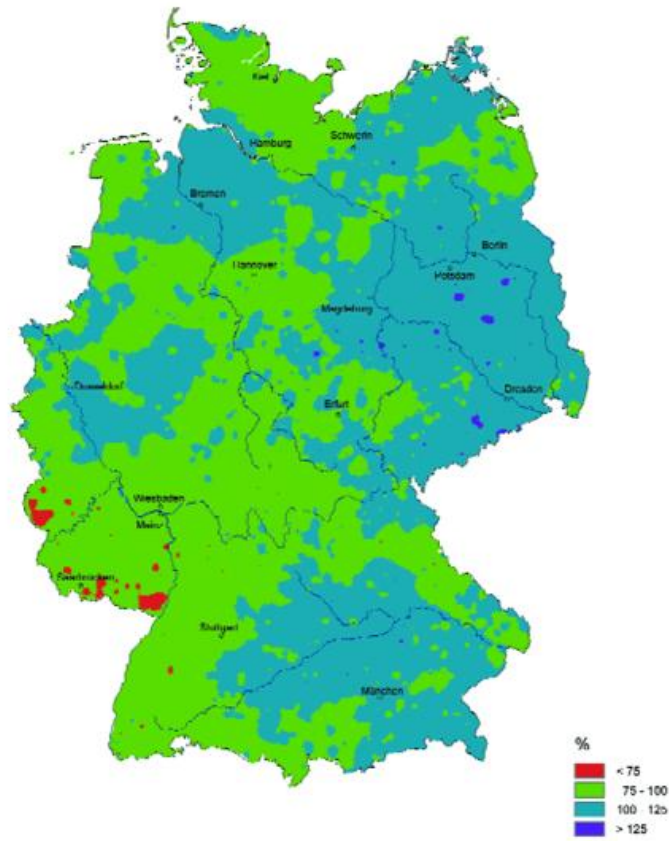 Kiel
Schwerin
Hamburg
Bremen
Berlin
Hannover
Potsdam
Magdeburg
Düsseldorf
Dresden
Erfurt
Wiesbaden
Mainz
Saarbrücken
Stuttgart
München
%
< 75
75 - 100
100 - 125
> 125